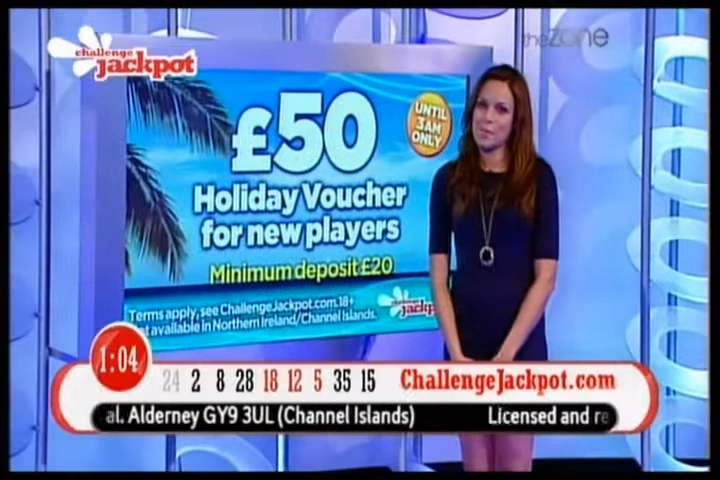 challenge
jackpot
thezone
£50
UNTIL
3AM
ONLY
Holiday Voucher
for new players
Minimum deposit £20
Terms apply, see ChallengeJackpot.com. 18+
not available in Northern Ireland/Channel Islands.
challenge
jackpot
1:04
24 2 8 28 18 12 5 35 15
ChallengeJackpot.com
al. Alderney GY9 3UL (Channel Islands) Licensed and re